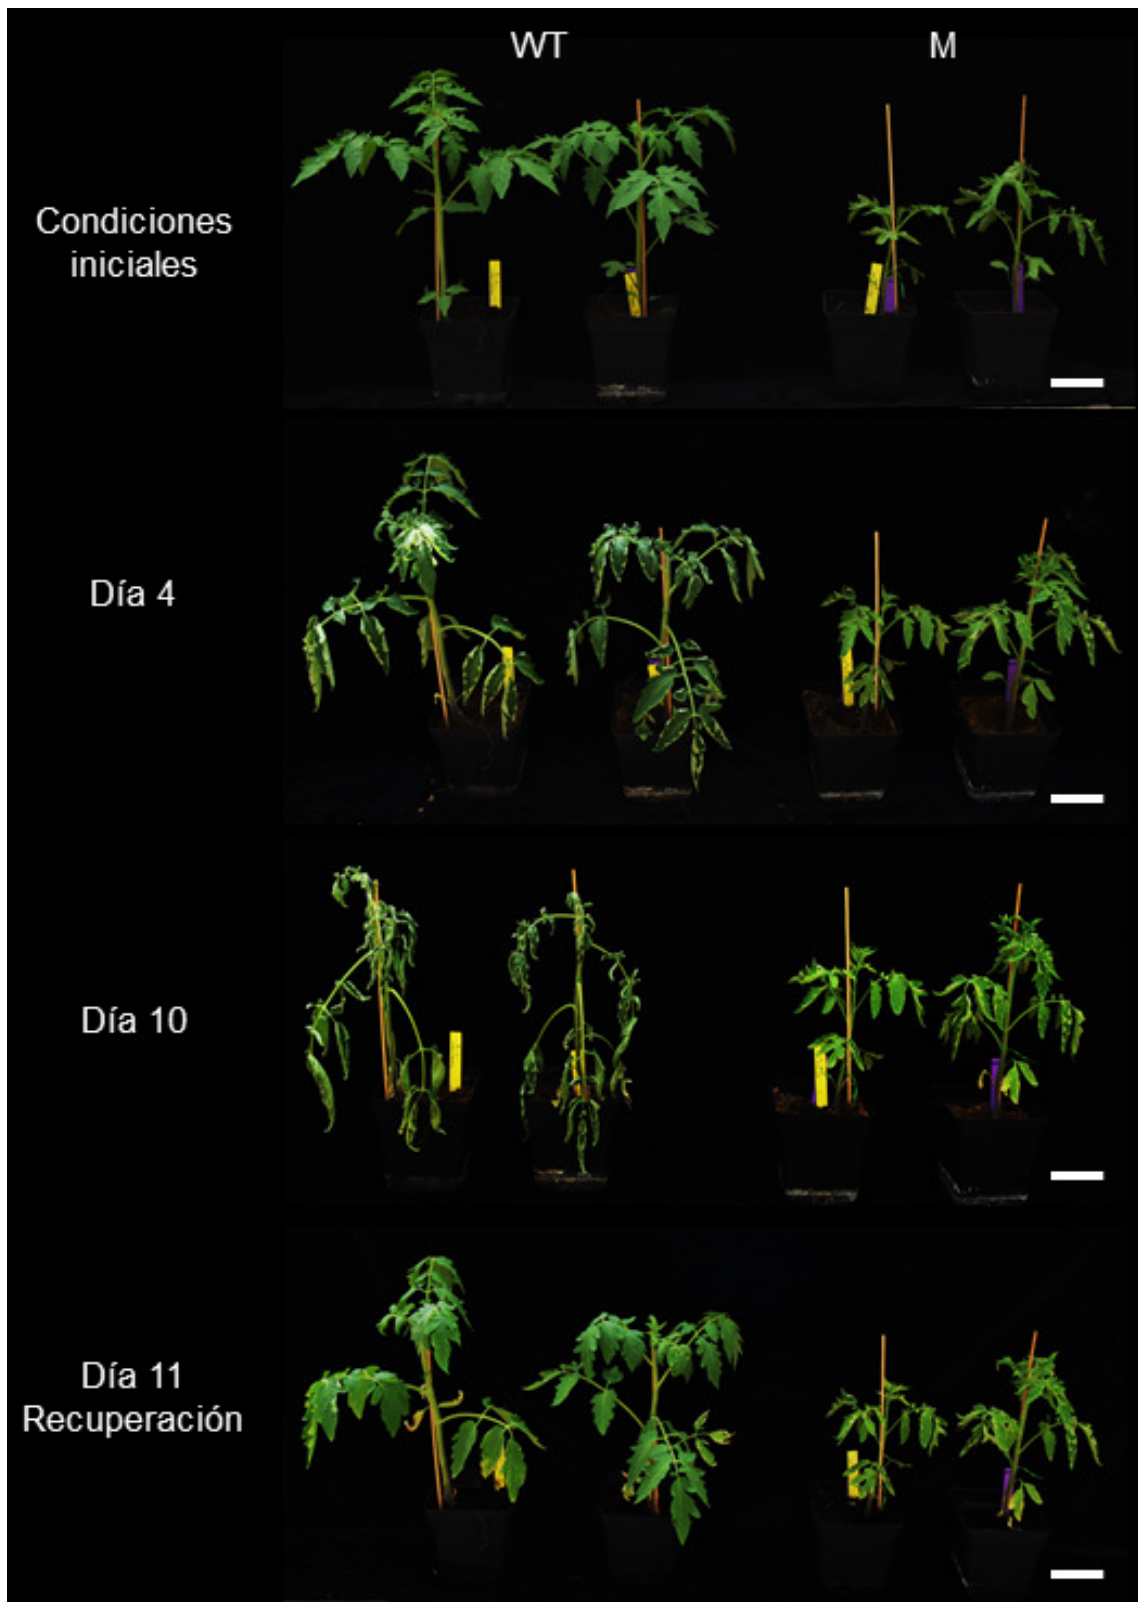 WT
M
Condiciones
iniciales
Día 4
Día 10
Día 11
Recuperación